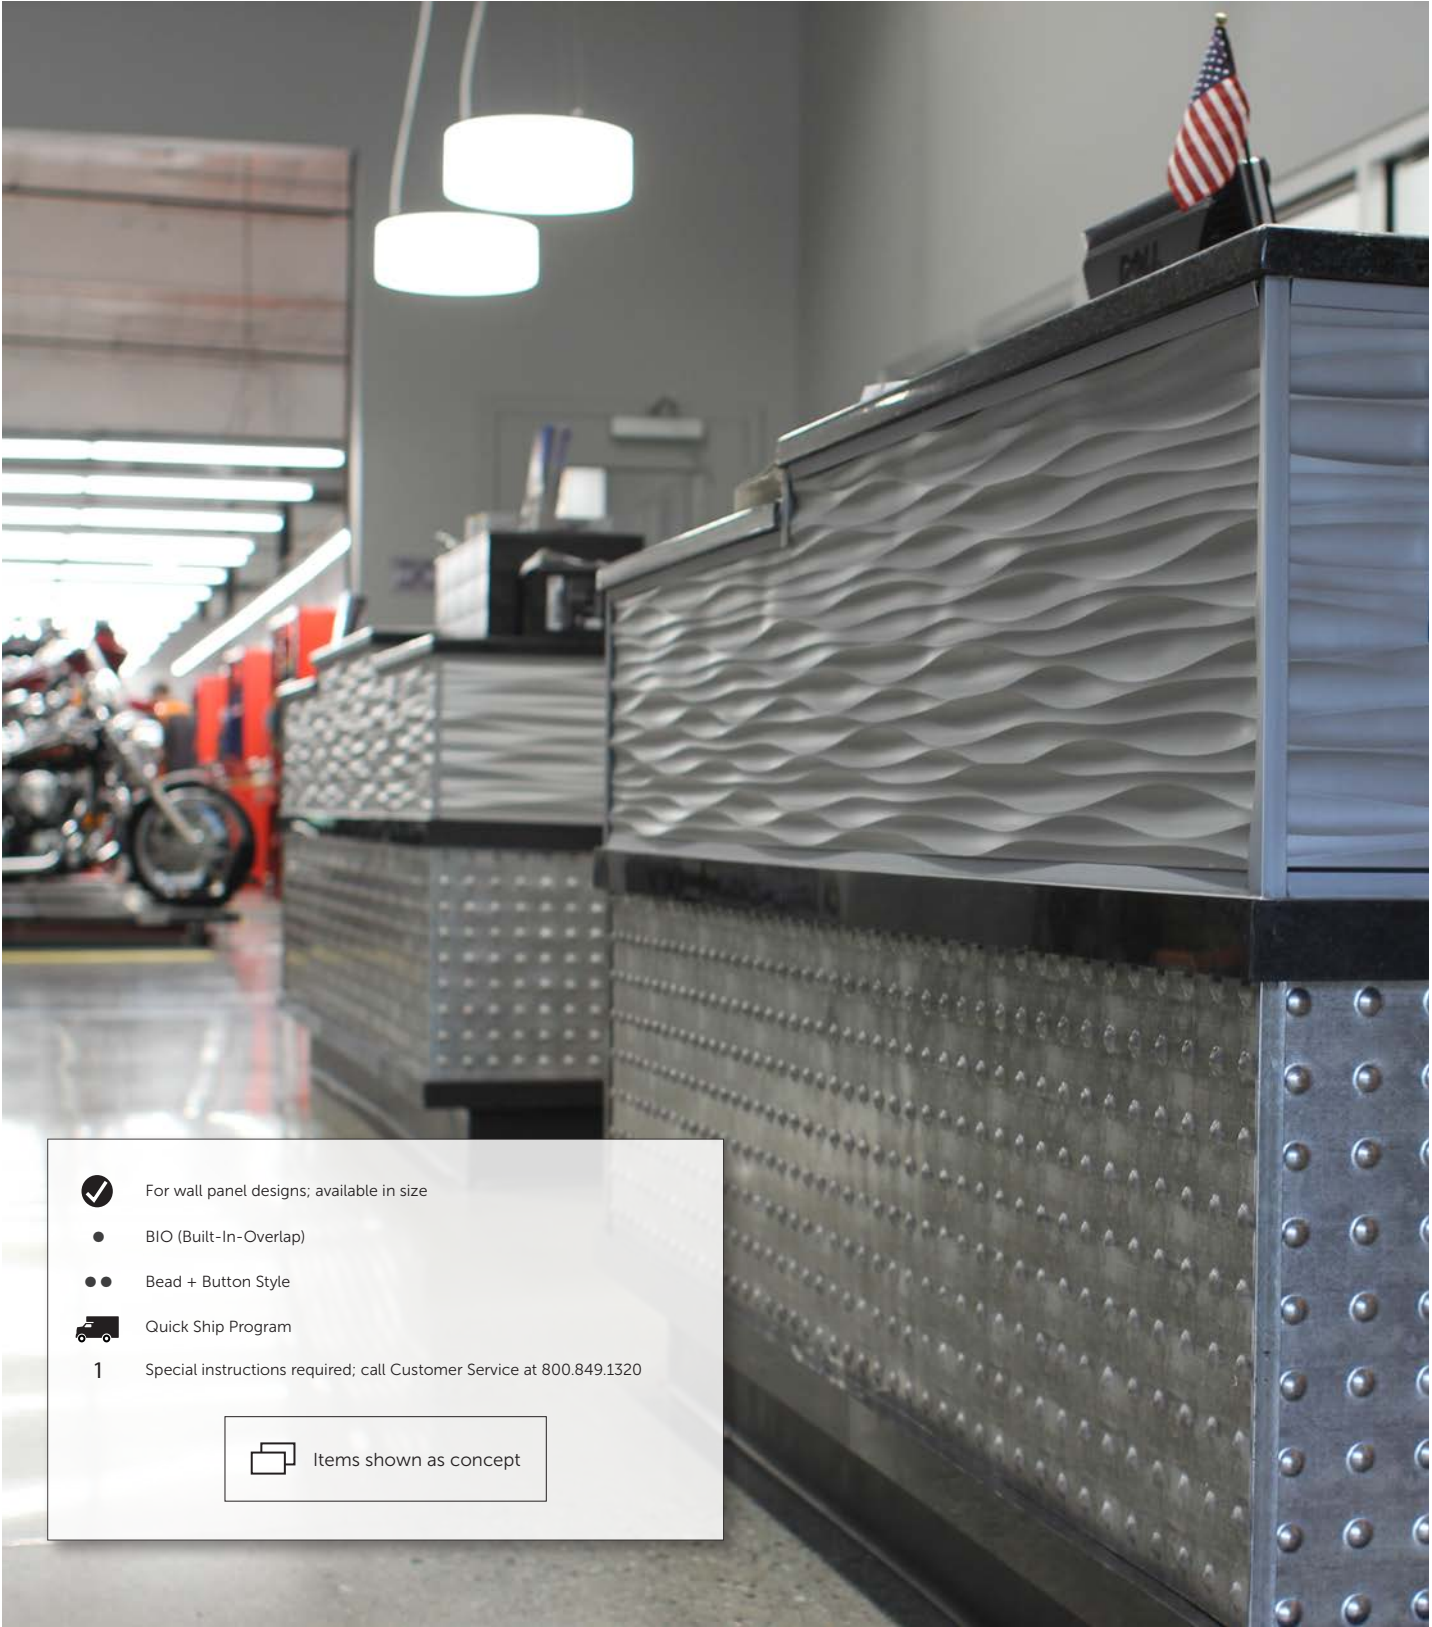 For wall panel designs; available in size
BIO (Built-In-Overlap)
Bead + Button Style
Quick Ship Program
1 Special instructions required; call Customer Service at 800.849.1320
Items shown as concept